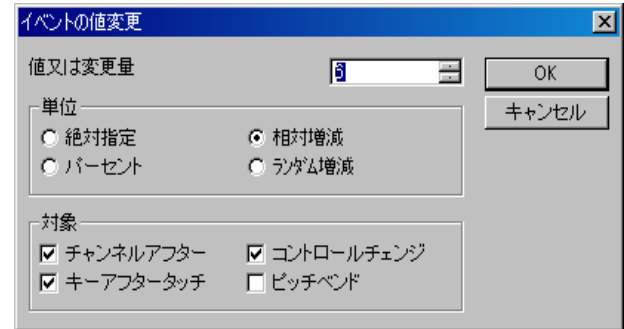 イベントの値変更
値又は変更量
OK
単位
キャンセル
絶対指定 相対増減
パーセント ランダム増減
対象
チャンネルアフター コントロールチェンジ
キーアフタータッチ ピッチベンド